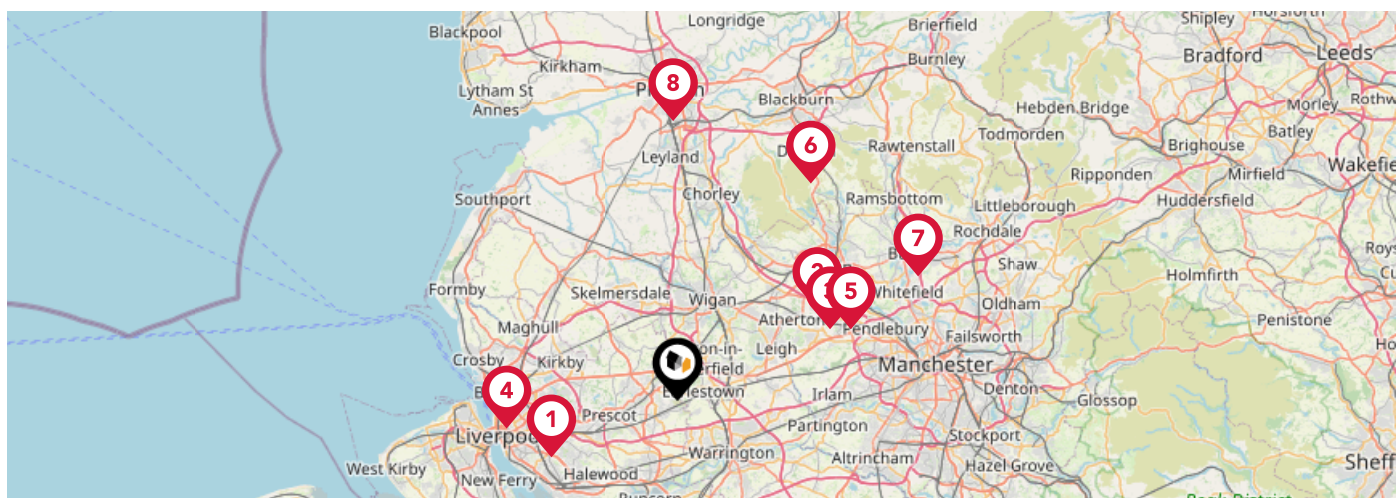 Longridge
Brierfield
Shipley
Blackpool
Bradford
Leeds
Kirkham
Burnley
8
Lytham St
Annes
Blackburn
Hebden Bridge
Morley
Todmorden
Batley
6
Rawtenstall
Brighouse
Leyland
Mirfield
Ripponden
Chorley
Ramsbottom
Southport
Huddersfield
Littleborough
Rochdale
7
Shaw
Holmfirth
Formby
Skelmersdale
5
Whitefield
Wigan
Oldham
Maghull
Atherton
Pendlebury
Penistone
Failsworth
Crosby
Kirkby
Leigh
Manchester
4
Irlam
Denton
Glossop
1
Prescot
Partington
Stockport
Warrington
Altrincham
West Kirby
New Ferry
Halewood
Hazel Grove